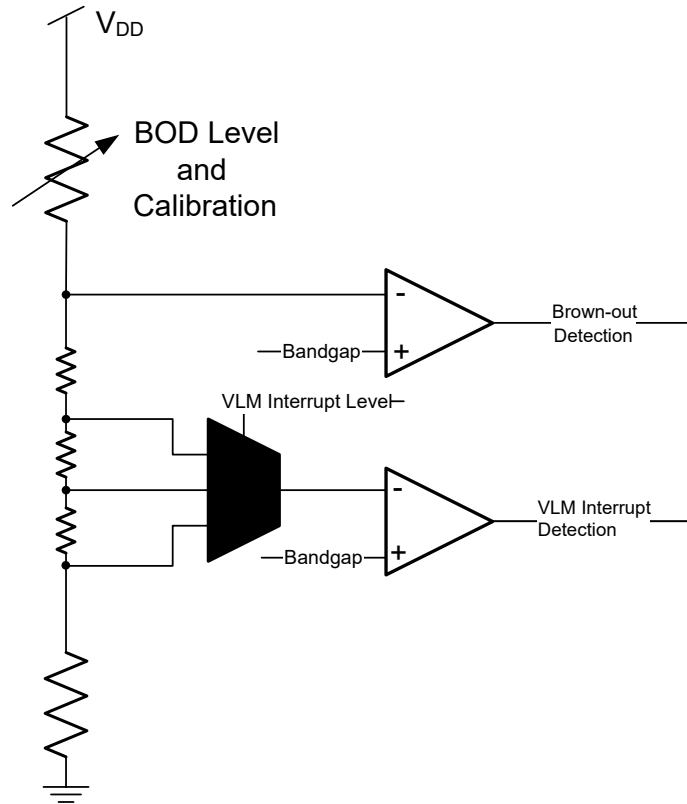 VDD
BOD Level
and
Calibration
-
Bandgap
+
Brown-out
Detection
VLM Interrupt Level
-
Bandgap
+
VLM Interrupt
Detection